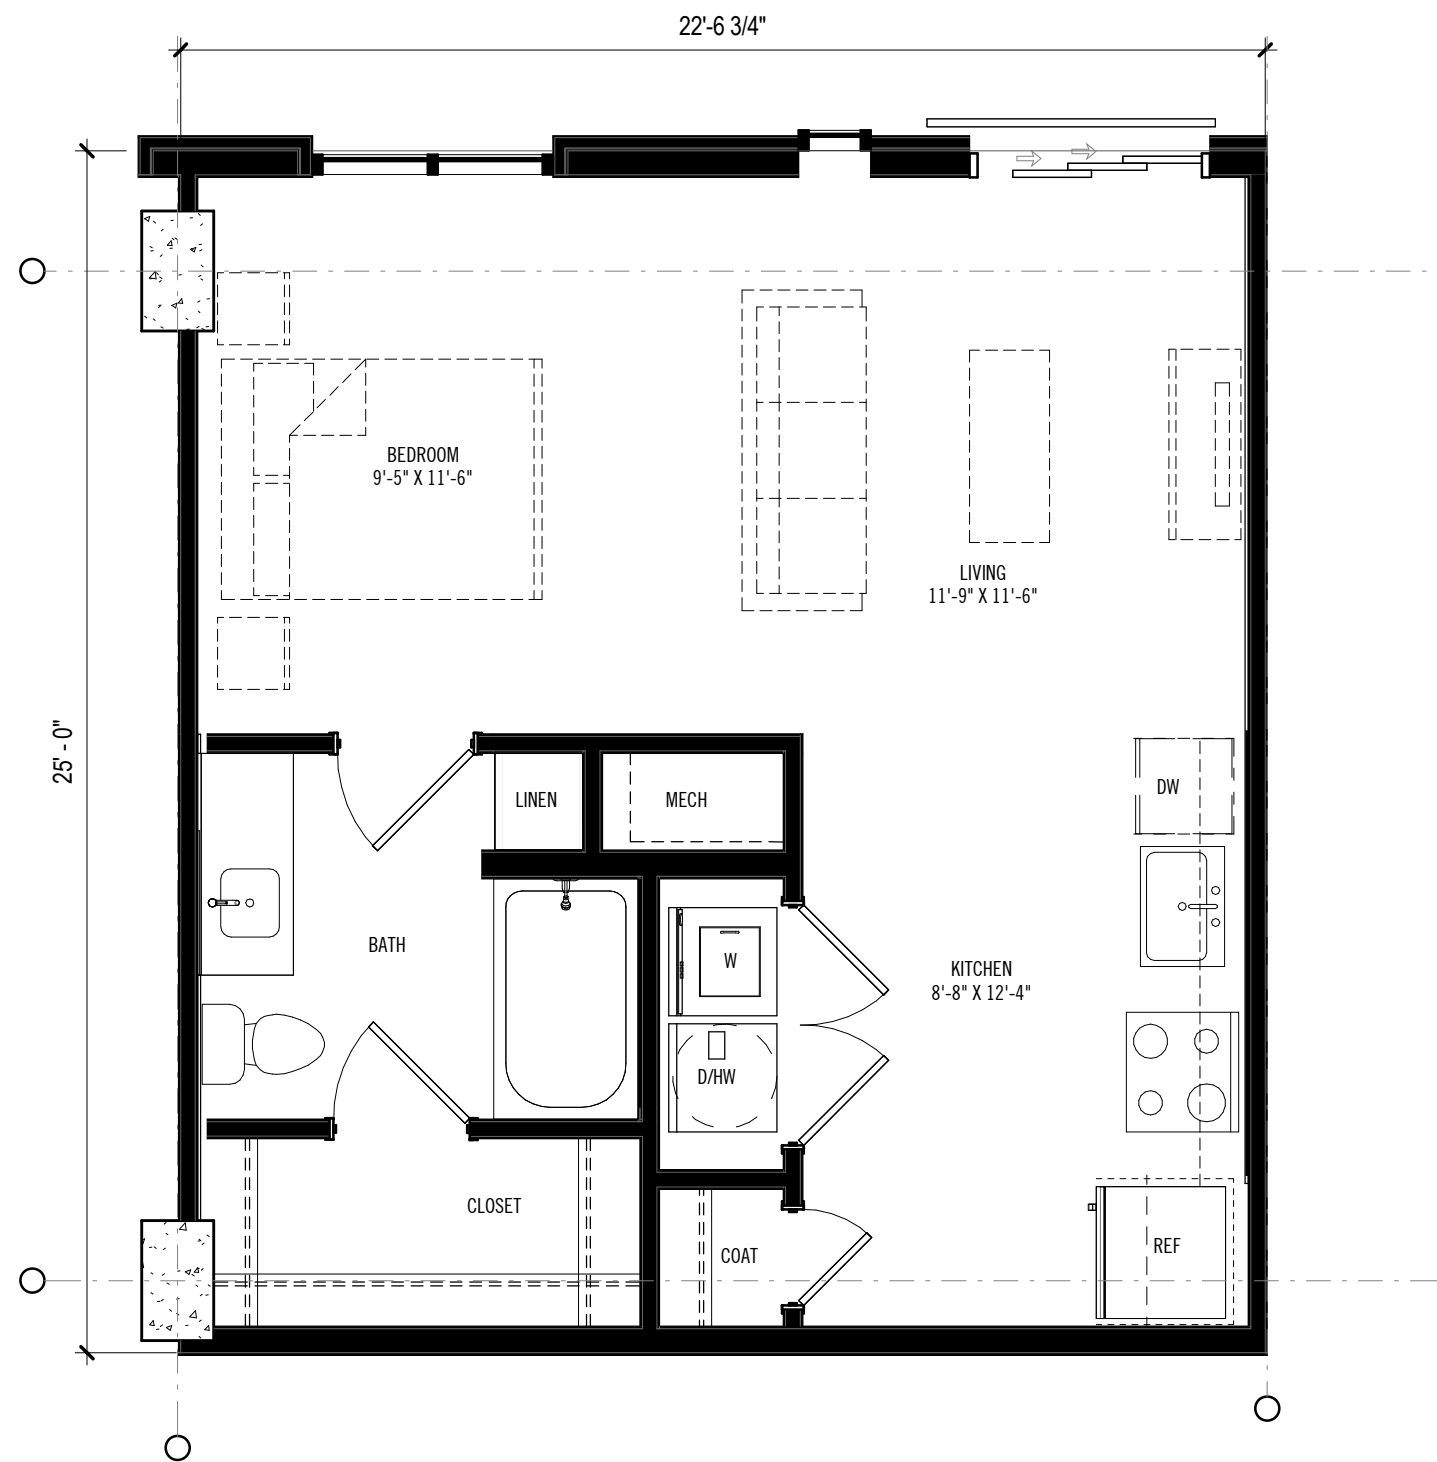 22'-6 3/4"
25' - 0"
BEDROOM
9'-5" X 11'-6"
LIVING
11'-9" X 11'-6"
LINEN
MECH
DW
BATH
W
KITCHEN
8'-8" X 12'-4"
D/HW
CLOSET
COAT
REF